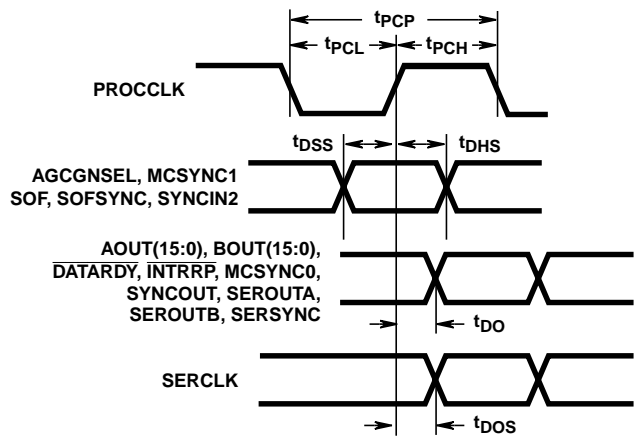 tPCP
tPCL tPCH
PROCCLK
tDSS tDHS
AGCGNSEL, MCSYNC1
SOF, SOFSYNC, SYNCIN2
AOUT(15:0), BOUT(15:0),
DATARDY, INTRRP, MCSYNC0,
SYNCOUT, SEROUTA,
SEROUTB, SERSYNC
tDO
SERCLK
tDOS